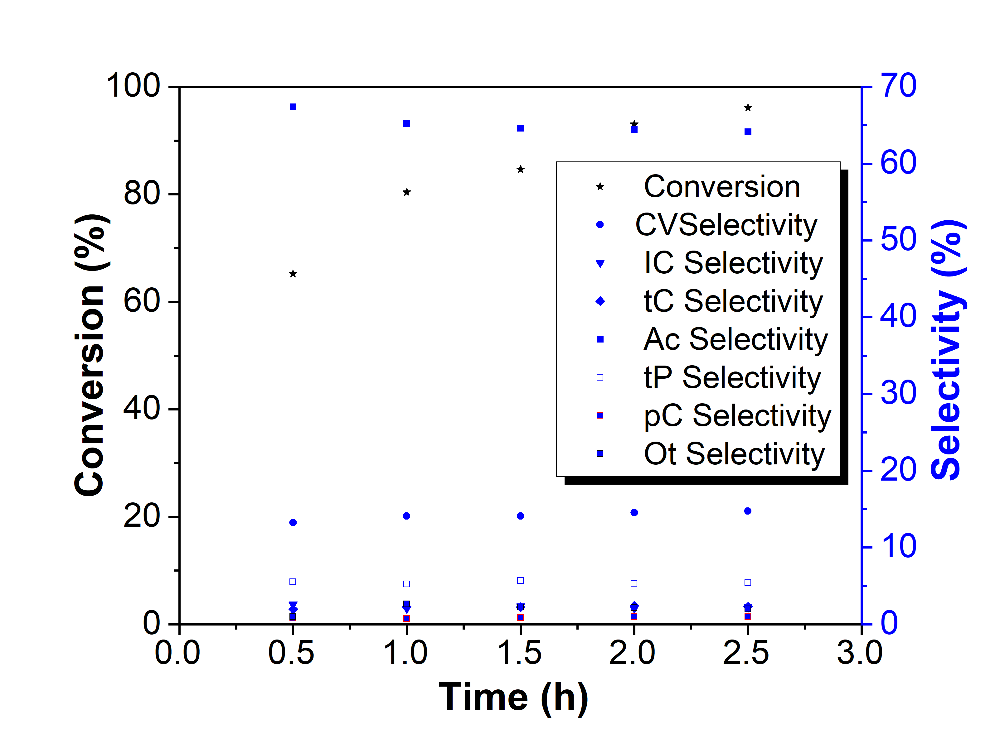 100
80
60
40
20
0
Conversion (%)
70
60
50
40
30
20
10
0
Selectivity (%)
Conversion
CVSelectivity
IC Selectivity
tC Selectivity
Ac Selectivity
tP Selectivity
pC Selectivity
Ot Selectivity
0.0 0.5 1.0 1.5 2.0 2.5 3.0
Time (h)